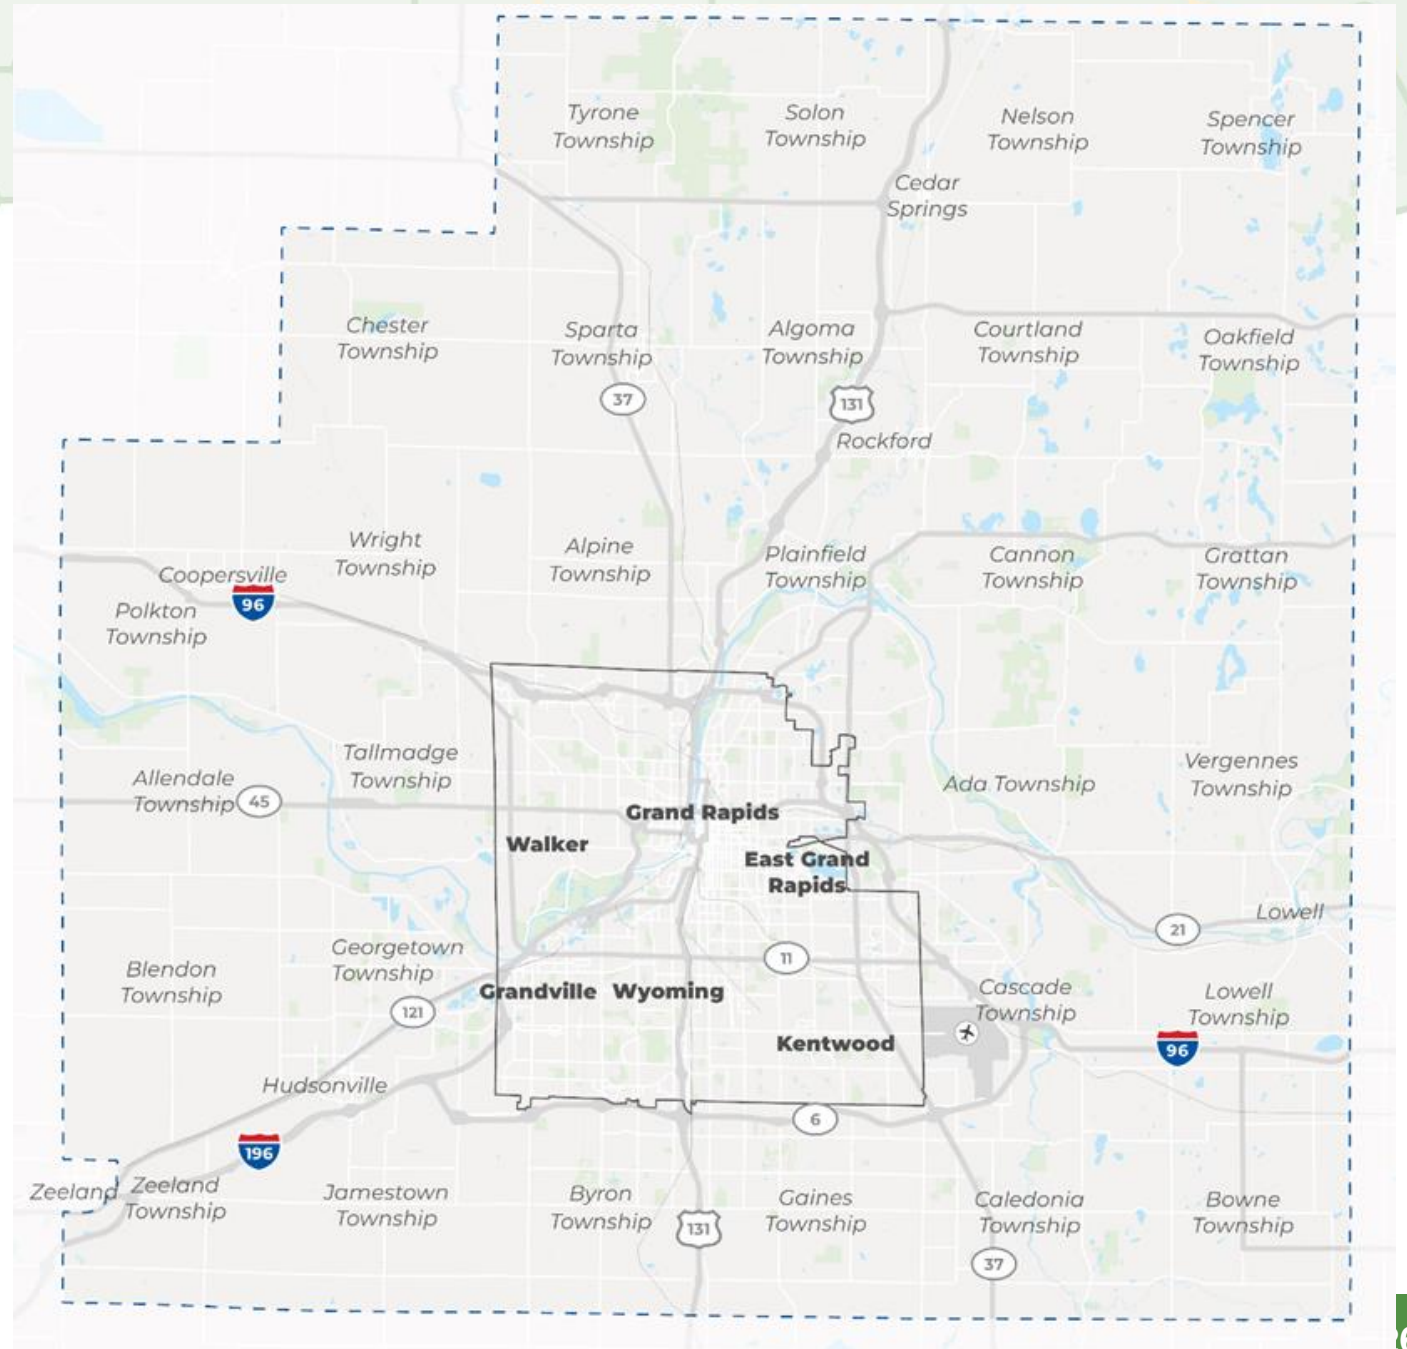 Tyrone
Township
Solon
Township
Nelson
Township
Spencer
Township
Cedar
Springs
Chester
Township
Sparta
Township
Algoma
Township
Courtland
Township
Oakfield
Township
37
131
Rockford
Wright
Township
Alpine
Township
Plainfield
Township
Cannon
Township
Grattan
Township
Coopersville
96
Polkton
Township
Tallmadge
Township
Allendale
Township
45
Ada Township
Vergennes
Township
Grand Rapids
Walker
East Grand
Rapids
Lowell
21
Georgetown
Township
11
Blendon
Township
Cascade
Township
Lowell
Township
Grandville
Wyoming
121
Kentwood
96
Hudsonville
6
196
Zeeland
Zeeland
Township
Jamestown
Township
Byron
Township
Gaines
Township
Caledonia
Township
Bowne
Township
131
37